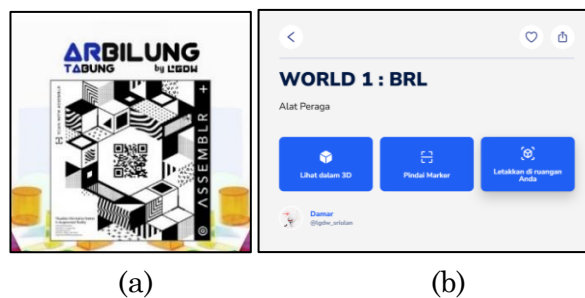 ARBILUNG
TABUNG by LGDW
ASSEMBLR
WORLD 1 : BRL
Alat Peraga
Lihat dalam 3D
Pindai Marker
Letakkan di ruangan
Anda
Damar
(a)
(b)